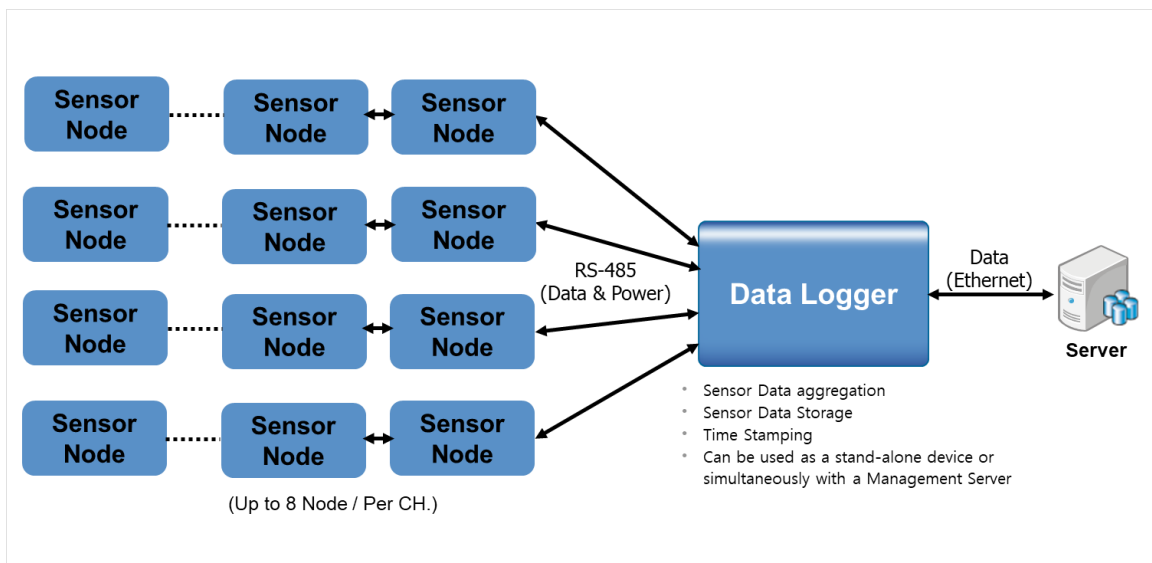 Sensor
Node
Sensor
Node
Sensor
Node
Sensor
Node
Sensor
Node
Sensor
Node
Sensor
Node
Sensor
Node
Sensor
Node
Sensor
Node
Sensor
Node
Sensor
Node
(Up to 8 Node / Per CH.)
RS-485
(Data & Power)
Data Logger
Data
(Ethernet)
Server
• Sensor Data aggregation
• Sensor Data Storage
• Time Stamping
• Can be used as a stand-alone device or
simultaneously with a Management Server